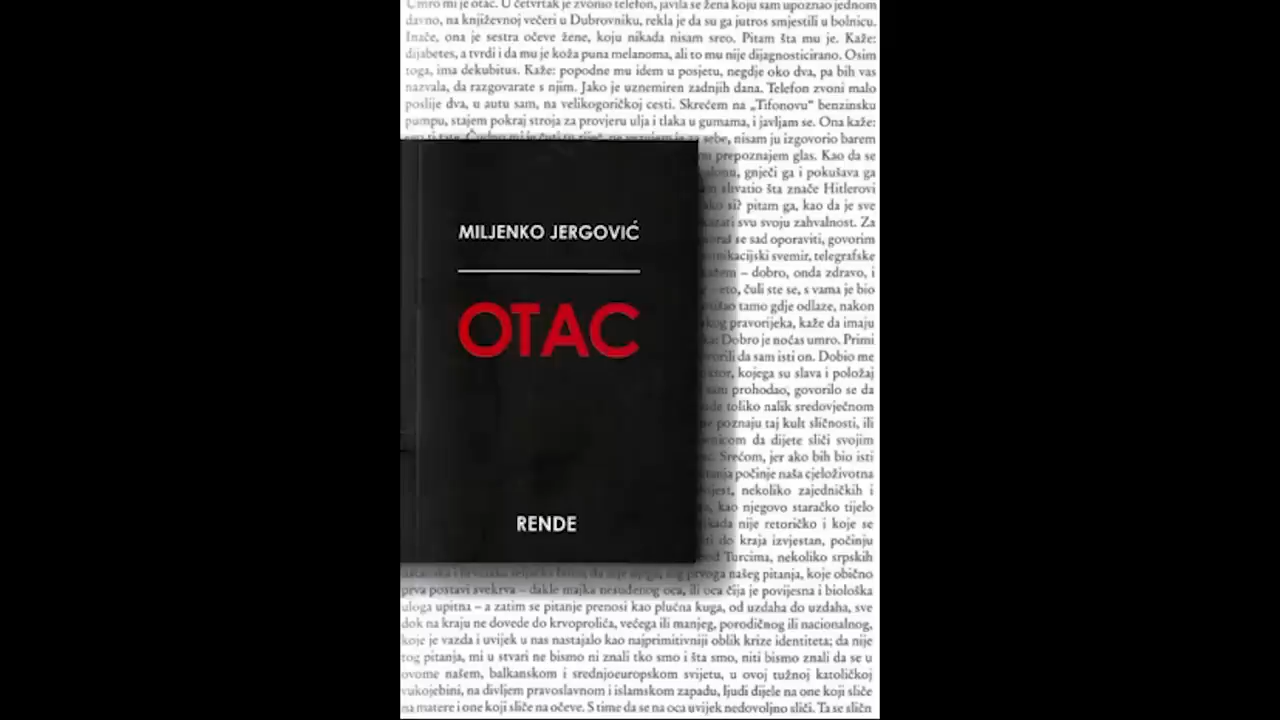 Umro mi je otac. U četvrtak je zvonio telefon, javila se žena koju sam upoznao jednom
davno, na književnoj večeri u Dubrovniku, rekla je da su ga jutros smjestili u bolnicu.
Inače, ona je sestra očeve žene, koju nikada nisam sreo. Pitam šta mu je. Kaže:
dijabetes, a tvrdi i da mu je koža puna melanoma, ali to mu nije dijagnosticirano. Osim
toga, ima dekubitus. Kaže: popodne mu idem u posjetu, negdje oko dva, pa bih vas
nazvala, da razgovarate s njim. Jako je uznemiren zadnjih dana. Telefon zvoni malo
poslije dva, u autu sam, na velikogoričkoj cesti. Skrećem na „Tifonovu“ benzinsku
pumpu, stajem pokraj stroja za provjeru ulja i tlaka u gumama, i javljam se. Ona kaže:
sebe, nisam ju izgovorio barem
prepoznajem glas. Kao da se
gnječi ga i pokušava ga
shvatio šta znače Hitlerovi
si? pitam ga, kao da je sve
svu svoju zahvalnost. Za
se sad oporaviti, govorim
svemir, telegrafske
– dobro, onda zdravo, i
čuli ste se, s vama je bio
tamo gdje odlaze, nakon
pravorijeka, kaže da imaju
Dobro je noćas umro. Primi
da sam isti on. Dobio me
kojega su slava i položaj
prohodao, govorilo se da
toliko nalik sredovječnom
poznaju taj kult sličnosti, ili
da dijete sliči svojim
Srećom, jer ako bih bio isti
počinje naša cjeloživotna
nekoliko zajedničkih i
kao njegovo staračko tijelo
nije retoričko i koje se
do kraja izvjestan, počinju
Turcima, nekoliko srpskih
MILJENKO JERGOVIĆ
OTAC
RENDE
prvoga našeg pitanja, koje obično
prva postavi svekrva – dakle majka nesuđenog oca, ili oca čija je povijesna i biološka
uloga upitna – a zatim se pitanje prenosi kao plućna kuga, od uzdaha do uzdaha, sve
dok na kraju ne dovede do krvoprolića, većega ili manjeg, porodičnog ili nacionalnog,
koje je vazda i uvijek u nas nastajalo kao najprimitivniji oblik krize identiteta; da nije
tog pitanja, mi u stvari ne bismo ni znali tko smo i šta smo, niti bismo znali da se u
ovome našem, balkanskom i srednjoeuropskom svijetu, u ovoj tužnoj katoličkoj
vukojebini, na divljem pravoslavnom i islamskom zapadu, ljudi dijele na one koji sliče
na matere i one koji sliče na očeve. S time da se na oca uvijek nedovoljno sliči. Ta se